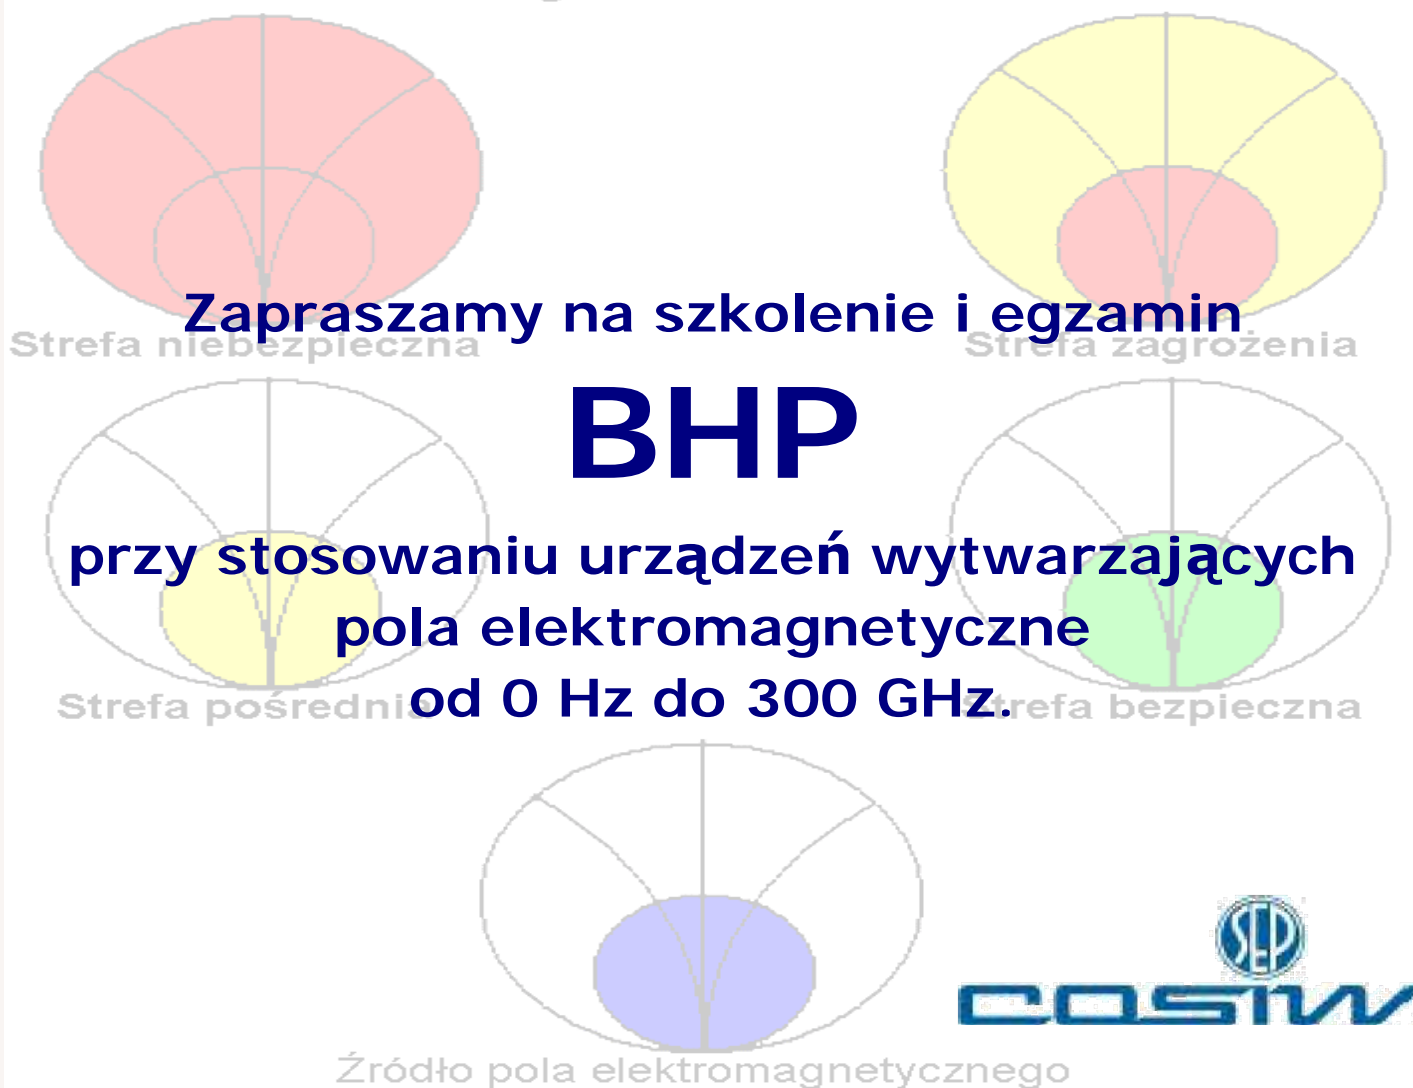 Zapraszamy na szkolenie i egzamin
Strefa niebezpieczna
Strefa zagrożenia
BHP
przy stosowaniu urządzeń wytwarzających
pola elektromagnetyczne
od 0 Hz do 300 GHz.
Strefa pośrednia
Strefa bezpieczna
SEP
COSiW
Źródło pola elektromagnetycznego